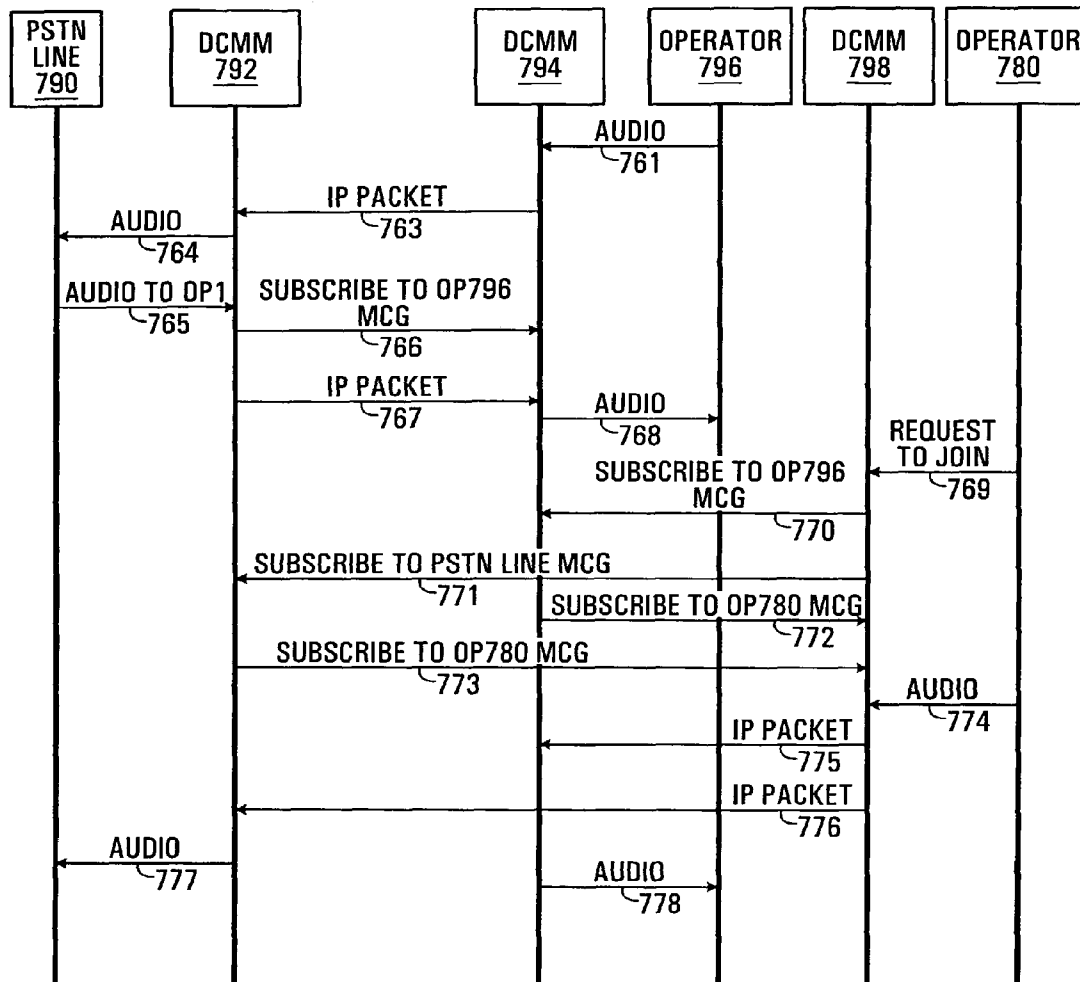 PSTN
LINE
790
DCMM
792
DCMM
794
OPERATOR
796
DCMM
798
OPERATOR
780
AUDIO
761
IP PACKET
763
AUDIO
764
AUDIO TO OP1
765
SUBSCRIBE TO OP796
MCG
766
IP PACKET
767
AUDIO
768
REQUEST
TO JOIN
769
SUBSCRIBE TO OP796
MCG
770
SUBSCRIBE TO PSTN LINE MCG
771
SUBSCRIBE TO OP780 MCG
772
SUBSCRIBE TO OP780 MCG
773
AUDIO
774
IP PACKET
775
IP PACKET
776
AUDIO
777
AUDIO
778